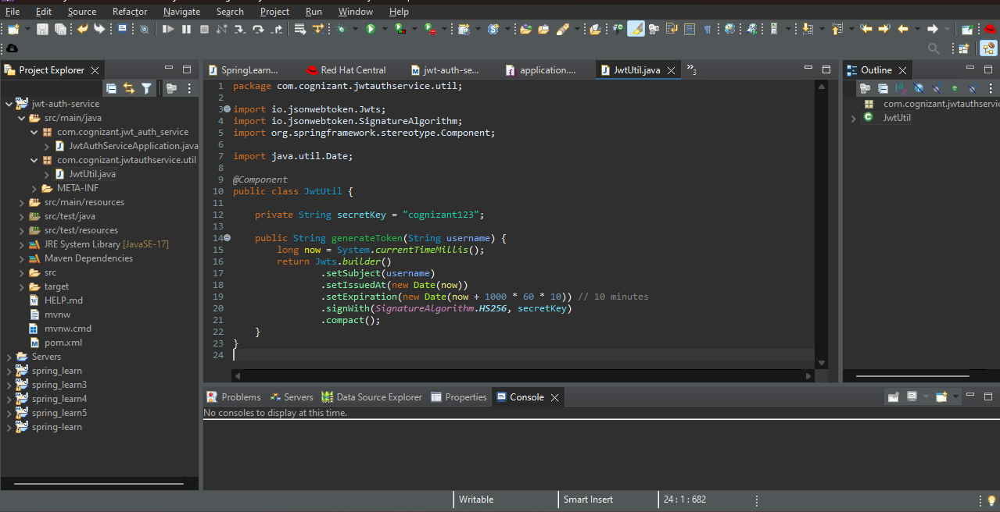 File Edit Source Refactor Navigate Search Project Run Window Help
Project Explorer
jwt-auth-service
src/main/java
com.cognizant.jwt_auth_service
JwtAuthServiceApplication.java
com.cognizant.jwtauthservice.util
JwtUtil.java
META-INF
src/main/resources
src/test/java
src/test/resources
JRE System Library [JavaSE-17]
Maven Dependencies
src
target
HELP.md
mvnw
mvnw.cmd
pom.xml
Servers
spring_learn
spring_learn3
spring_learn4
spring_learn5
spring-learn
SpringLearn... Red Hat Central jwt-auth-se... application.... JwtUtil.java 3
1 package com.cognizant.jwtauthservice.util;
2
3 import io.jsonwebtoken.Jwts;
4 import io.jsonwebtoken.SignatureAlgorithm;
5 import org.springframework.stereotype.Component;
6
7 import java.util.Date;
8
9 @Component
10 public class JwtUtil {
11
12     private String secretKey = "cognizant123";
13
14     public String generateToken(String username) {
15         long now = System.currentTimeMillis();
16         return Jwts.builder()
17                 .setSubject(username)
18                 .setIssuedAt(new Date(now))
19                 .setExpiration(new Date(now + 1000 * 60 * 10)) // 10 minutes
20                 .signWith(SignatureAlgorithm.HS256, secretKey)
21                 .compact();
22     }
23 }
24
Outline
com.cognizant.jwtauthservic
JwtUtil
Problems Servers Data Source Explorer Properties Console
No consoles to display at this time.
Writable Smart Insert 24 : 1 : 682